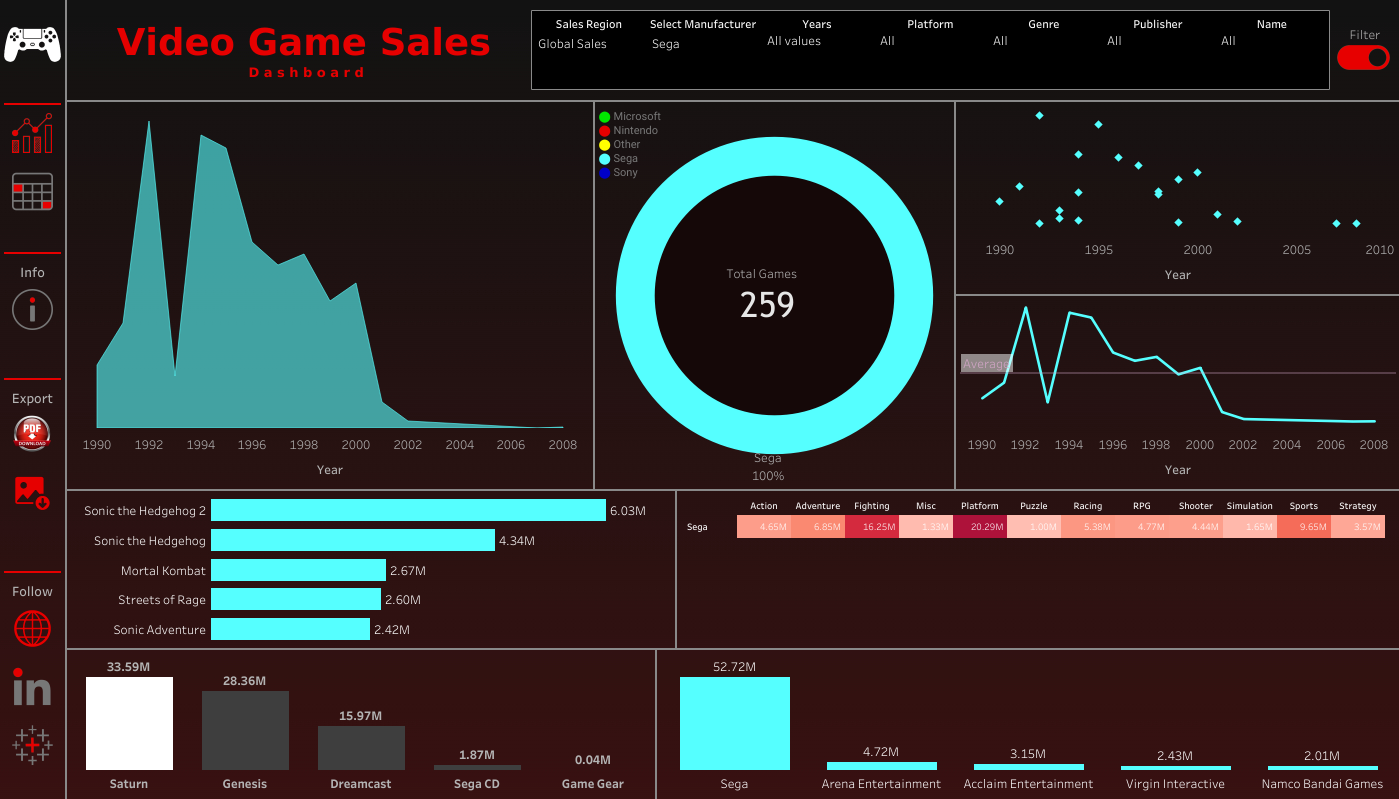 Video Game Sales
Dashboard
Sales Region Select Manufacturer Years Platform Genre Publisher Name
Global Sales Sega All values All All All All
Filter
Info
Export
PDF
DOWNLOAD
Follow
in
1990 1992 1994 1996 1998 2000 2002 2004 2006 2008
Year
Microsoft
Nintendo
Other
Sega
Sony
Total Games
259
Sega
100%
1990 1995 2000 2005 2010
Year
Average
1990 1992 1994 1996 1998 2000 2002 2004 2006 2008
Year
Sonic the Hedgehog 2 6.03M
Sonic the Hedgehog 4.34M
Mortal Kombat 2.67M
Streets of Rage 2.60M
Sonic Adventure 2.42M
Action Adventure Fighting Misc Platform Puzzle Racing RPG Shooter Simulation Sports Strategy
Sega 4.65M 6.85M 16.25M 1.33M 20.29M 1.00M 5.38M 4.77M 4.44M 1.65M 9.65M 3.57M
33.59M 28.36M 15.97M 1.87M 0.04M
Saturn Genesis Dreamcast Sega CD Game Gear
52.72M 4.72M 3.15M 2.43M 2.01M
Sega Arena Entertainment Acclaim Entertainment Virgin Interactive Namco Bandai Games